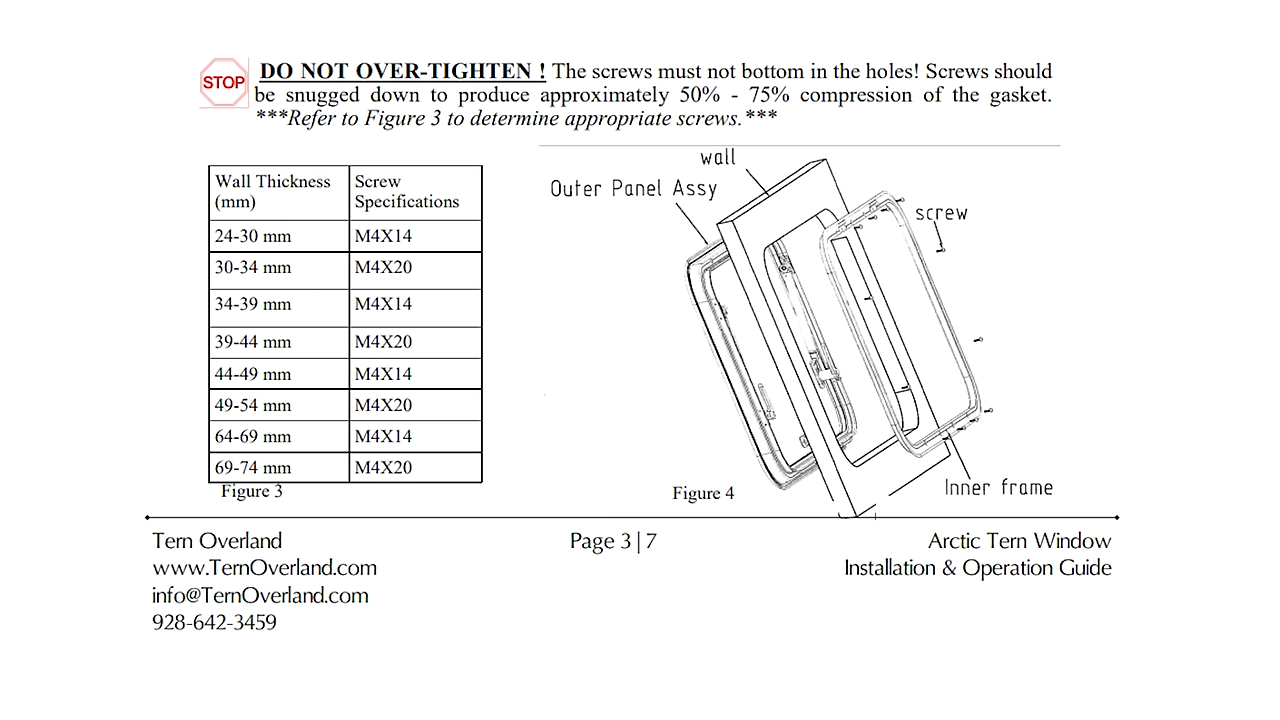 STOP
DO NOT OVER-TIGHTEN ! The screws must not bottom in the holes! Screws should
be snugged down to produce approximately 50% - 75% compression of the gasket.
***Refer to Figure 3 to determine appropriate screws.***
Wall Thickness (mm) Screw Specifications
24-30 mm M4X14
30-34 mm M4X20
34-39 mm M4X14
39-44 mm M4X20
44-49 mm M4X14
49-54 mm M4X20
64-69 mm M4X14
69-74 mm M4X20
Figure 3
wall
Outer Panel Assy
screw
Inner frame
Figure 4
Tern Overland
www.TernOverland.com
info@TernOverland.com
928-642-3459
Page 3|7
Arctic Tern Window
Installation & Operation Guide